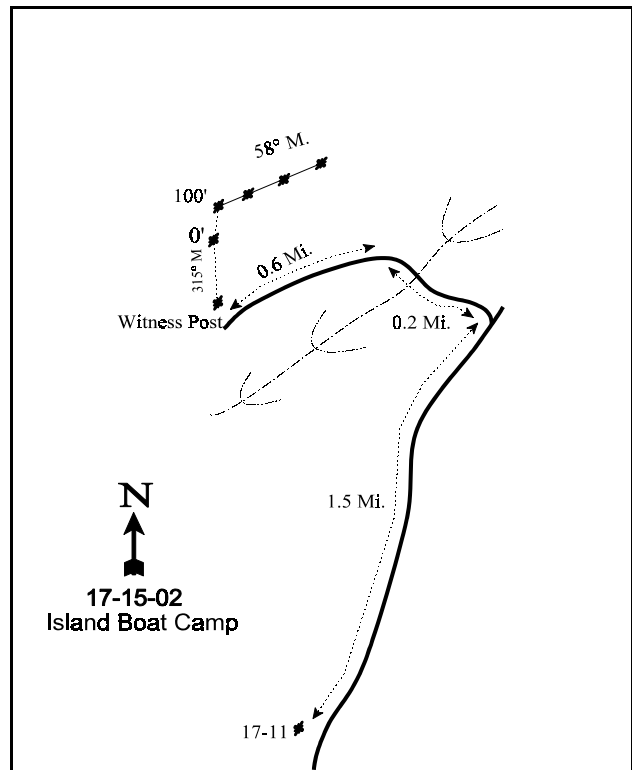 58° M.
100'
0'
315° M
0.6 Mi.
Witness Post
0.2 Mi.
1.5 Mi.
N
17-15-02
Island Boat Camp
17-11